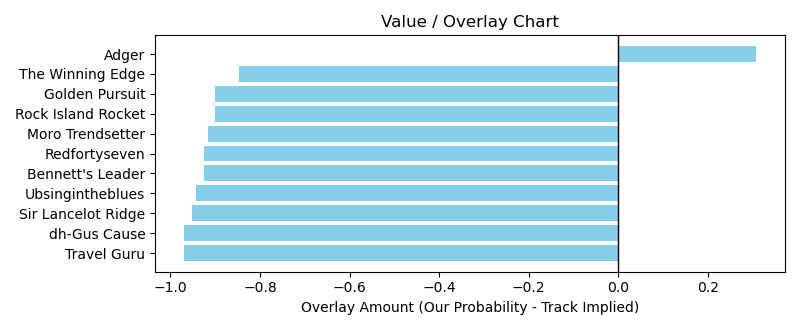 Value / Overlay Chart
Adger
The Winning Edge
Golden Pursuit
Rock Island Rocket
Moro Trendsetter
Redfortyseven
Bennett's Leader
Ubsingintheblues
Sir Lancelot Ridge
dh-Gus Cause
Travel Guru
−1.0 −0.8 −0.6 −0.4 −0.2 0.0 0.2
Overlay Amount (Our Probability - Track Implied)